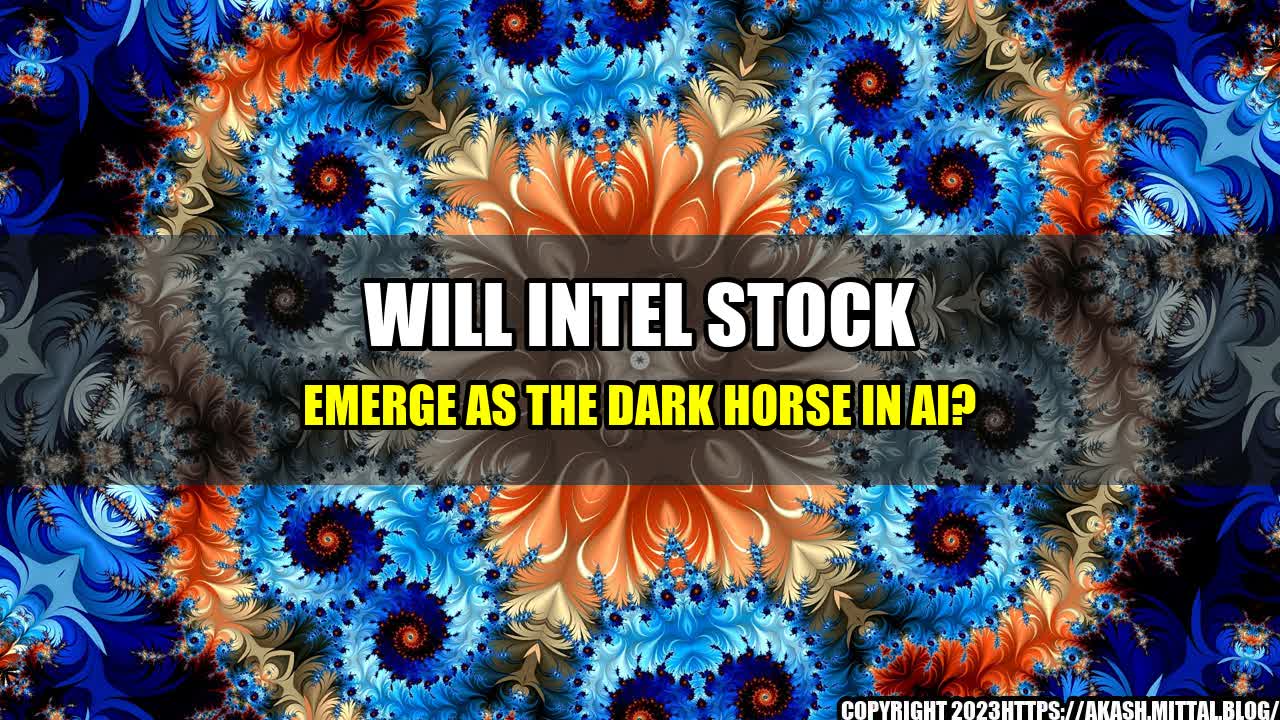 WILL INTEL STOCK
EMERGE AS THE DARK HORSE IN AI?
COPYRIGHT 2023HTTPS://AKASH.MITTAL.BLOG/